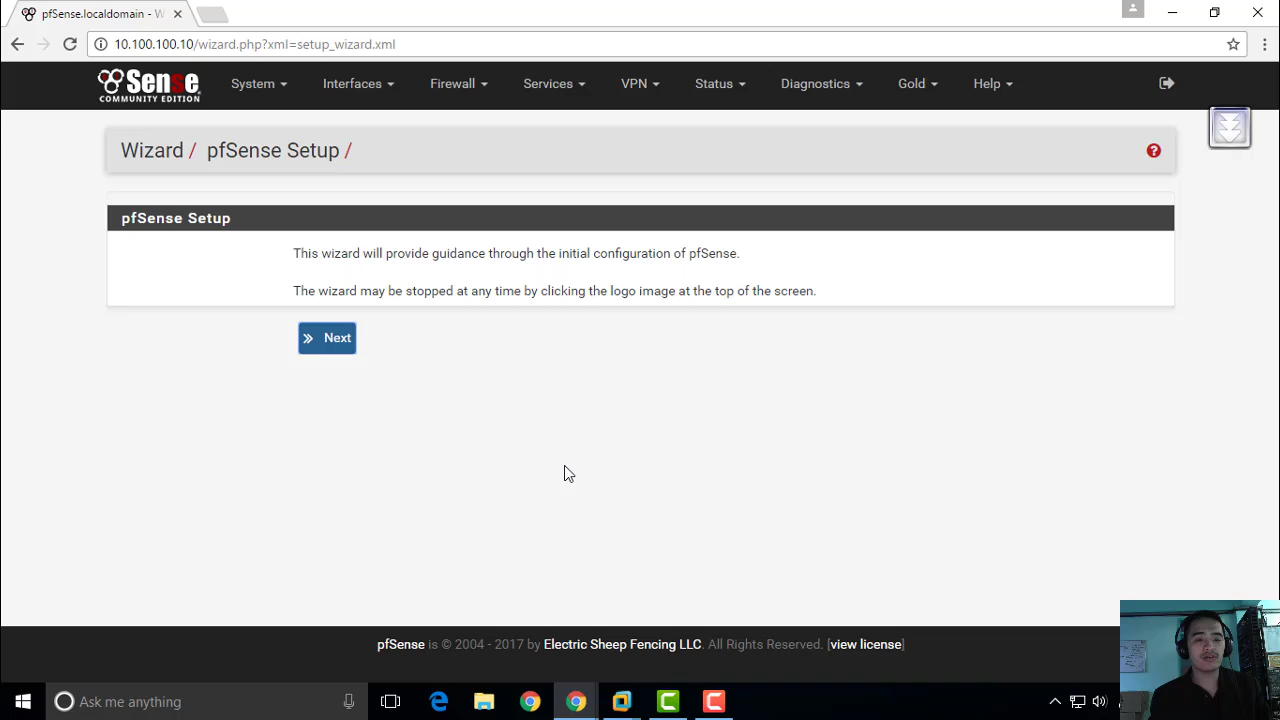 pfSense.localdomain - W
10.100.100.10/wizard.php?xml=setup_wizard.xml
Sense
COMMUNITY EDITION
System
Interfaces
Firewall
Services
VPN
Status
Diagnostics
Gold
Help
Wizard / pfSense Setup /
pfSense Setup
This wizard will provide guidance through the initial configuration of pfSense.
The wizard may be stopped at any time by clicking the logo image at the top of the screen.
Next
pfSense is © 2004 - 2017 by Electric Sheep Fencing LLC. All Rights Reserved. [view license]
Ask me anything